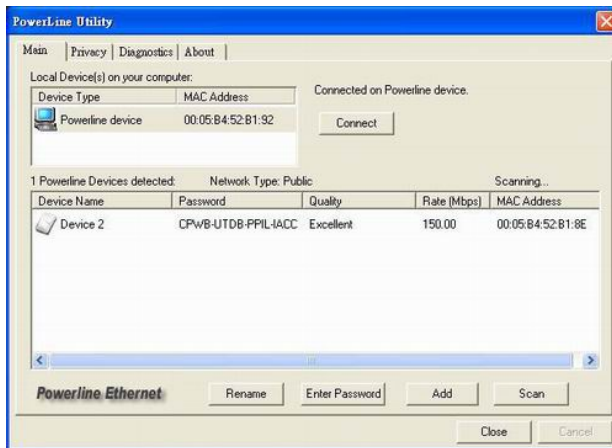 PowerLine Utility
Main Privacy Diagnostics About
Local Device(s) on your computer:
Device Type MAC Address
Powerline device 00:05:B4:52:B1:92
Connected on Powerline device.
Connect
1 Powerline Devices detected: Network Type: Public Scanning...
Device Name Password Quality Rate (Mbps) MAC Address
Device 2 CPWB-UTDB-PPIL-IACC Excellent 150.00 00:05:B4:52:B1:8E
Powerline Ethernet Rename Enter Password Add Scan
Close Cancel